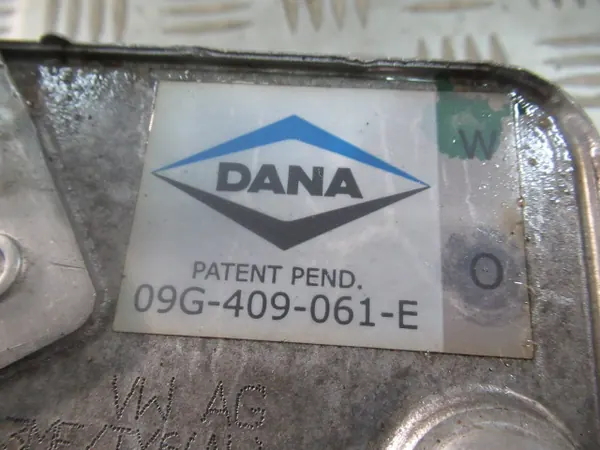 DANA
W
O
PATENT PEND.
09G-409-061-E
VW AG